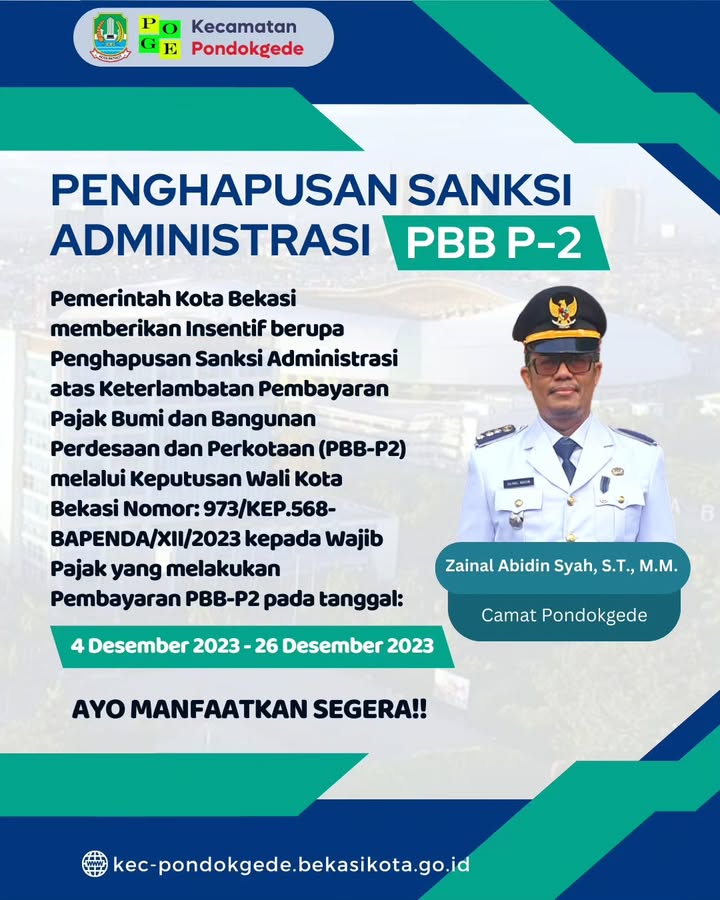 PO
GE
Kecamatan
Pondokgede
PENGHAPUSAN SANKSI
ADMINISTRASI PBB P-2
Pemerintah Kota Bekasi
memberikan Insentif berupa
Penghapusan Sanksi Administrasi
atas Keterlambatan Pembayaran
Pajak Bumi dan Bangunan
Perdesaan dan Perkotaan (PBB-P2)
melalui Keputusan Wali Kota
Bekasi Nomor: 973/KEP.568-
BAPENDA/XII/2023 kepada Wajib
Pajak yang melakukan
Pembayaran PBB-P2 pada tanggal:
4 Desember 2023 - 26 Desember 2023
AYO MANFAATKAN SEGERA!!
Zainal Abidin Syah, S.T., M.M.
Camat Pondokgede
kec-pondokgede.bekasikota.go.id